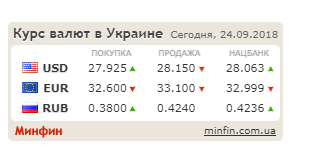 Курс валют в Украине Сегодня, 24.09.2018
ПОКУПКА ПРОДАЖА НАЦБАНК
USD 27.925 28.150 28.063
EUR 32.600 33.100 32.999
RUB 0.3800 0.4240 0.4236
Минфин minfin.com.ua